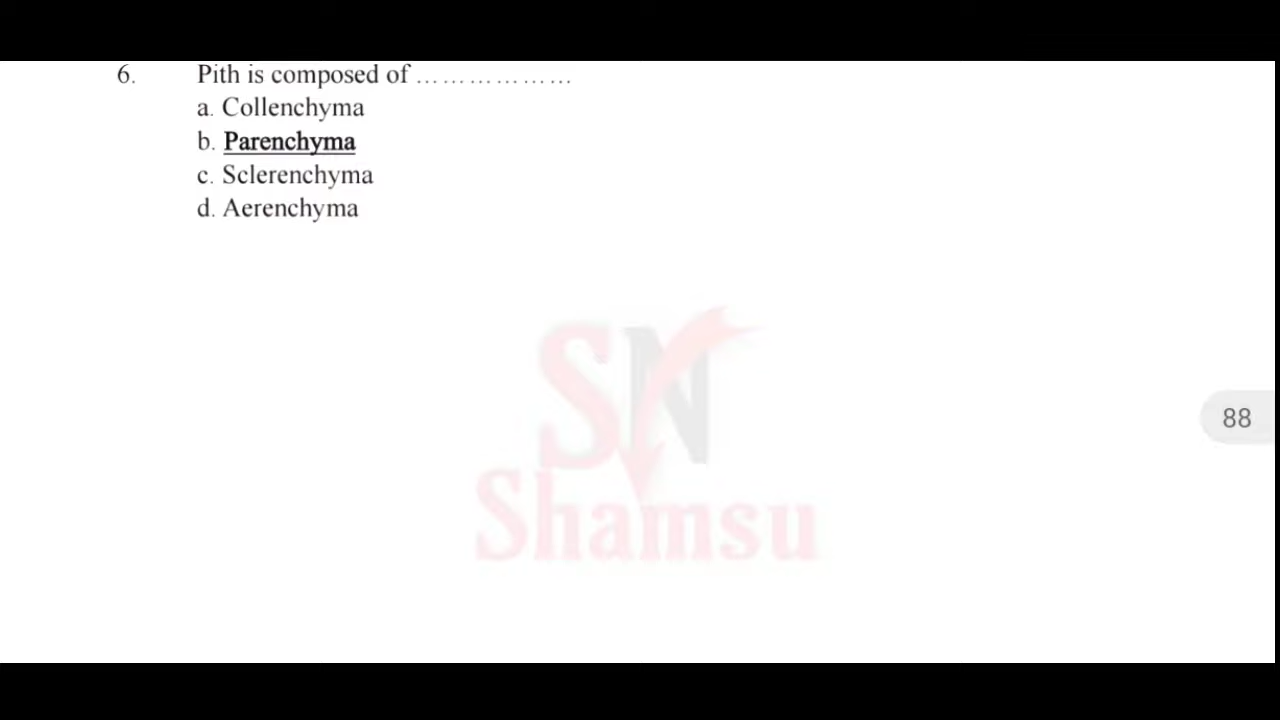 6. Pith is composed of ………………
a. Collenchyma
b. Parenchyma
c. Sclerenchyma
d. Aerenchyma
SN
Shamsu
88